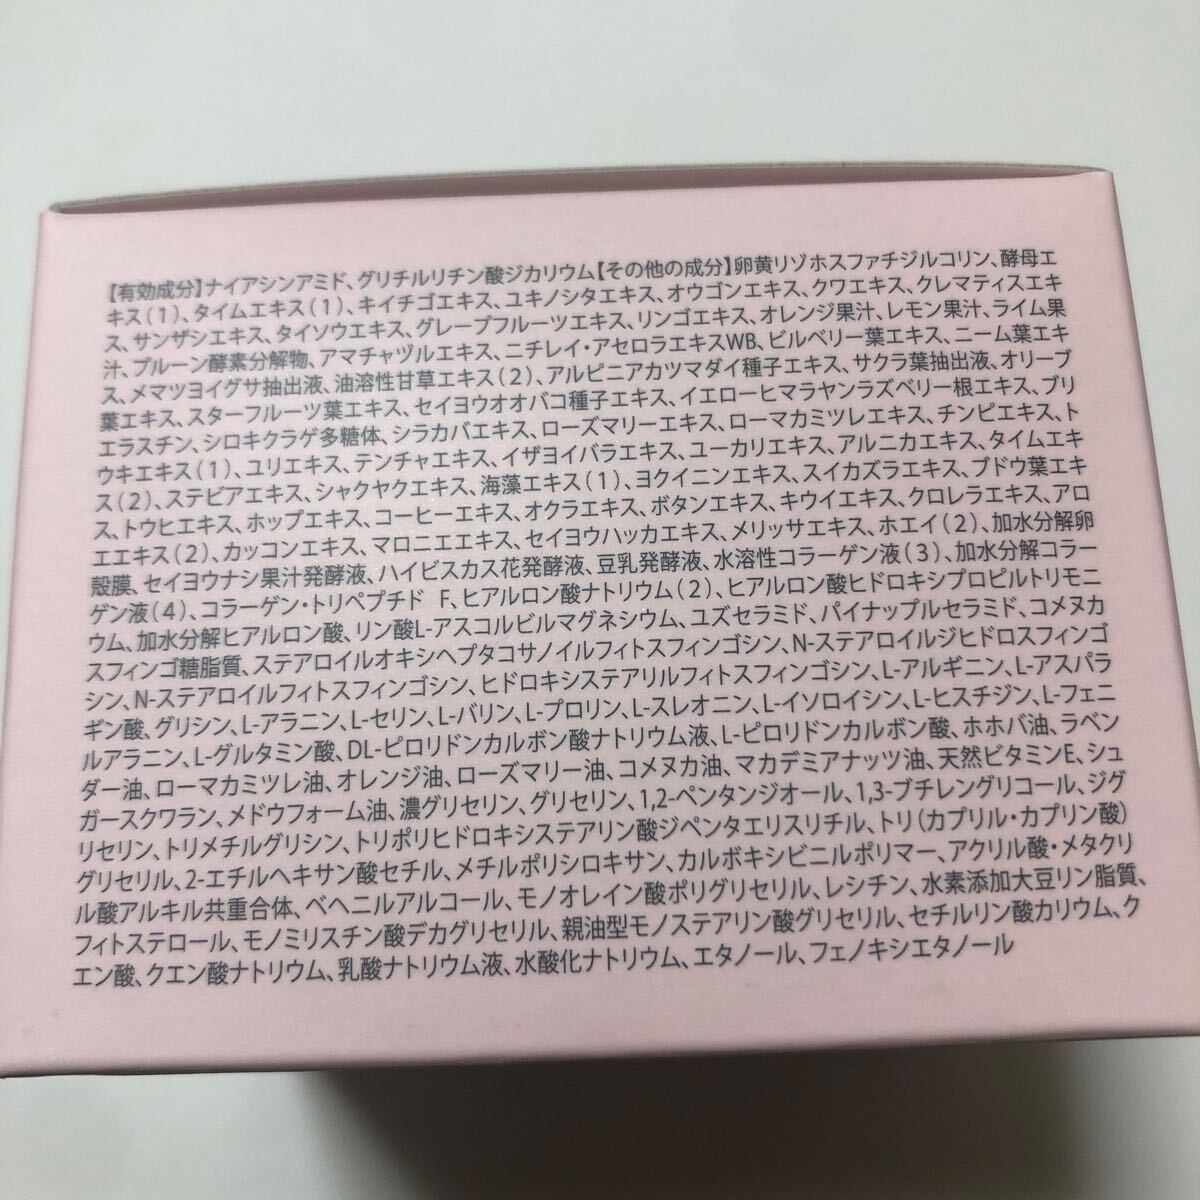 【有効成分】ナイアシンアミド、グリチルリチン酸ジカリウム【その他の成分】卵黄リゾホスファチジルコリン、酵母エ
キス(1)、タイムエキス(1)、キイチゴエキス、ユキノシタエキス、オウゴンエキス、クワエキス、クレマティスエキ
ス、サンザシエキス、タイソウエキス、グレープフルーツエキス、リンゴエキス、オレンジ果汁、レモン果汁、ライム果
汁、プルーン酵素分解物、アマチャヅルエキス、ニチレイ・アセロラエキスWB、ビルベリー葉エキス、ニーム葉エキ
ス、メマツヨイグサ抽出液、油溶性甘草エキス(2)、アルピニアカツマダイ種子エキス、サクラ葉抽出液、オリーブ
葉エキス、スターフルーツ葉エキス、セイヨウオオバコ種子エキス、イエローヒマラヤンラズベリー根エキス、ブリ
エラスチン、シロキクラゲ多糖体、シラカバエキス、ローズマリーエキス、ローマカミツレエキス、チンピエキス、ト
ウキエキス(1)、ユリエキス、テンチャエキス、イザヨイバラエキス、ユーカリエキス、アルニカエキス、タイムエキ
ス(2)、ステビアエキス、シャクヤクエキス、海藻エキス(1)、ヨクイニンエキス、スイカズラエキス、ブドウ葉エキ
ス、トウヒエキス、ホップエキス、コーヒーエキス、オクラエキス、ボタンエキス、キウイエキス、クロレラエキス、アロ
エエキス(2)、カッコンエキス、マロニエエキス、セイヨウハッカエキス、メリッサエキス、ホエイ(2)、加水分解卵
殻膜、セイヨウナシ果汁発酵液、ハイビスカス花発酵液、豆乳発酵液、水溶性コラーゲン液(3)、加水分解コラー
ゲン液(4)、コラーゲン・トリペプチド F、ヒアルロン酸ナトリウム(2)、ヒアルロン酸ヒドロキシプロピルトリモニ
ウム、加水分解ヒアルロン酸、リン酸L-アスコルビルマグネシウム、ユズセラミド、パイナップルセラミド、コメヌカ
スフィンゴ糖脂質、ステアロイルオキシヘプタコサノイルフィトスフィンゴシン、N-ステアロイルジヒドロスフィンゴ
シン、N-ステアロイルフィトスフィンゴシン、ヒドロキシステアリルフィトスフィンゴシン、L-アルギニン、L-アスパラ
ギン酸、グリシン、L-アラニン、L-セリン、L-バリン、L-プロリン、L-スレオニン、L-イソロイシン、L-ヒスチジン、L-フェニ
ルアラニン、L-グルタミン酸、DL-ピロリドンカルボン酸ナトリウム液、L-ピロリドンカルボン酸、ホホバ油、ラベン
ダー油、ローマカミツレ油、オレンジ油、ローズマリー油、コメヌカ油、マカデミアナッツ油、天然ビタミンE、シュ
ガースクワラン、メドウフォーム油、濃グリセリン、グリセリン、1,2-ペンタンジオール、1,3-ブチレングリコール、ジグ
リセリン、トリメチルグリシン、トリポリヒドロキシステアリン酸ジペンタエリスリチル、トリ(カプリル・カプリン酸)
グリセリル、2-エチルヘキサン酸セチル、メチルポリシロキサン、カルボキシビニルポリマー、アクリル酸・メタクリ
ル酸アルキル共重合体、ベヘニルアルコール、モノオレイン酸ポリグリセリル、レシチン、水素添加大豆リン脂質、
フィトステロール、モノミリスチン酸デカグリセリル、親油型モノステアリン酸グリセリル、セチルリン酸カリウム、ク
エン酸、クエン酸ナトリウム、乳酸ナトリウム液、水酸化ナトリウム、エタノール、フェノキシエタノール